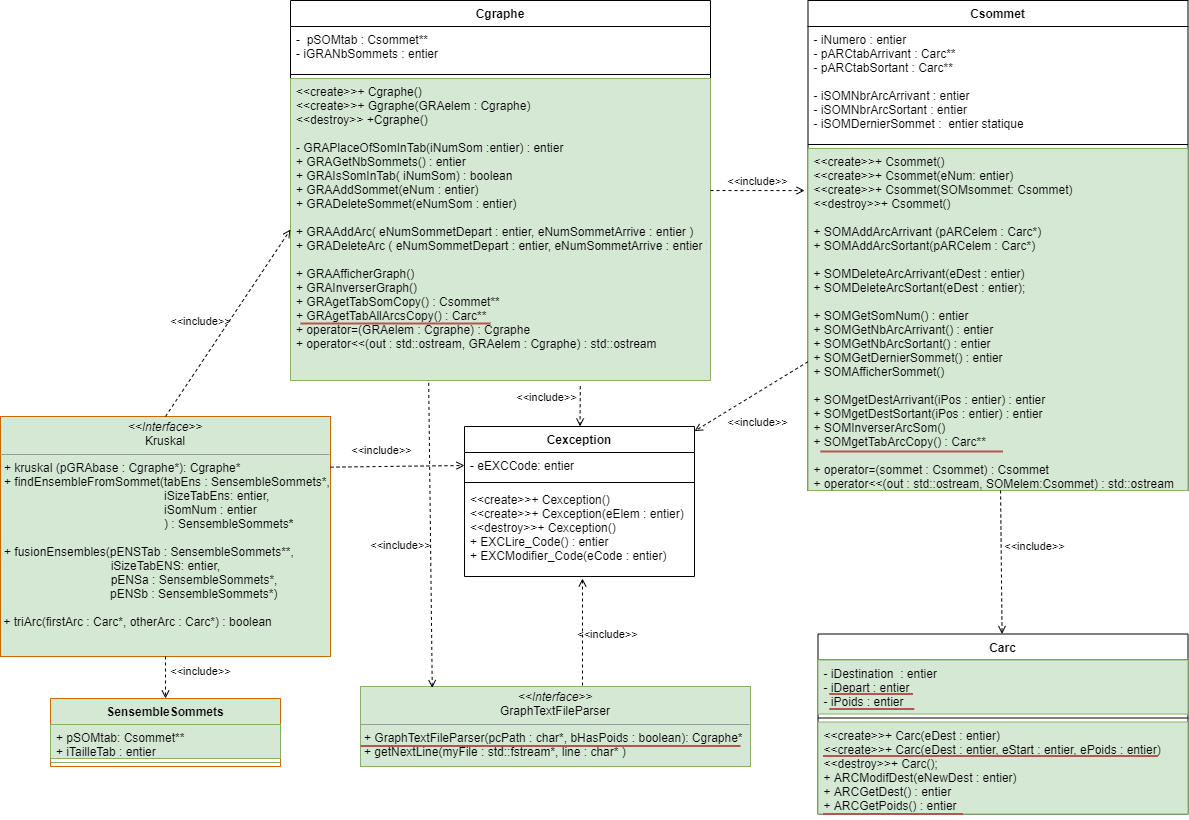 Cgraphe
- pSOMtab : Csommet**
- iGRANbSommets : entier
<<create>>+ Cgraphe()
<<create>>+ Ggraphe(GRAelem : Cgraphe)
<<destroy>> +Cgraphe()
- GRAPlaceOfSomInTab(iNumSom :entier) : entier
+ GRAGetNbSommets() : entier
+ GRAIsSomInTab( iNumSom) : boolean
+ GRAAddSommet(eNum : entier)
+ GRADeleteSommet(eNumSom : entier)
+ GRAAddArc( eNumSommetDepart : entier, eNumSommetArrive : entier )
+ GRADeleteArc ( eNumSommetDepart : entier, eNumSommetArrive : entier
+ GRAAfficherGraph()
+ GRAInverserGraph()
+ GRAgetTabSomCopy() : Csommet**
+ GRAgetTabAllArcsCopy() : Carc**
+ operator=(GRAelem : Cgraphe) : Cgraphe
+ operator<<(out : std::ostream, GRAelem : Cgraphe) : std::ostream
<<include>>
Csommet
- iNumero : entier
- pARCtabArrivant : Carc**
- pARCtabSortant : Carc**
- iSOMNbrArcArrivant : entier
- iSOMNbrArcSortant : entier
- iSOMDernierSommet :  entier statique
<<create>>+ Csommet()
<<create>>+ Csommet(eNum: entier)
<<create>>+ Csommet(SOMsommet: Csommet)
<<destroy>>+ Csommet()
+ SOMAddArcArrivant (pARCelem : Carc*)
+ SOMAddArcSortant(pARCelem : Carc*)
+ SOMDeleteArcArrivant(eDest : entier)
+ SOMDeleteArcSortant(eDest : entier);
+ SOMGetSomNum() : entier
+ SOMGetNbArcArrivant() : entier
+ SOMGetNbArcSortant() : entier
+ SOMGetDernierSommet() : entier
+ SOMAfficherSommet()
+ SOMgetDestArrivant(iPos : entier) : entier
+ SOMgetDestSortant(iPos : entier) : entier
+ SOMInverserArcSom()
+ SOMgetTabArcCopy() : Carc**
+ operator=(sommet : Csommet) : Csommet
+ operator<<(out : std::ostream, SOMelem:Csommet) : std::ostream
<<include>>
<<include>>
<<include>>
<<Interface>>
Kruskal
+ kruskal (pGRAbase : Cgraphe*): Cgraphe*
+ findEnsembleFromSommet(tabEns : SensembleSommets*,
iSizeTabEns: entier,
iSomNum : entier
) : SensembleSommets*
+ fusionEnsembles(pENSTab : SensembleSommets**,
iSizeTabENS: entier,
pENSa : SensembleSommets*,
pENSb : SensembleSommets*)
+ triArc(firstArc : Carc*, otherArc : Carc*) : boolean
<<include>>
Cexception
- eEXCCode: entier
<<create>>+ Cexception()
<<create>>+ Cexception(eElem : entier)
<<destroy>>+ Cexception()
+ EXCLire_Code() : entier
+ EXCModifier_Code(eCode : entier)
<<include>>
<<include>>
<<include>>
<<include>>
SensembleSommets
+ pSOMtab: Csommet**
+ iTailleTab : entier
<<Interface>>
GraphTextFileParser
+ GraphTextFileParser(pcPath : char*, bHasPoids : boolean): Cgraphe*
+ getNextLine(myFile : std::fstream*, line : char* )
Carc
- iDestination  : entier
- iDepart : entier
- iPoids : entier
<<create>>+ Carc(eDest : entier)
<<create>>+ Carc(eDest : entier, eStart : entier, ePoids : entier)
<<destroy>>+ Carc();
+ ARCModifDest(eNewDest : entier)
+ ARCGetDest() : entier
+ ARCGetPoids() : entier